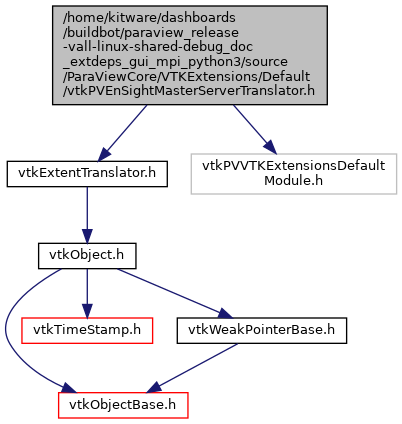 /home/kitware/dashboards
/buildbot/paraview_release
-vall-linux-shared-debug_doc
_extdeps_gui_mpi_python3/source
/ParaViewCore/VTKExtensions/Default
/vtkPVEnSightMasterServerTranslator.h
vtkExtentTranslator.h
vtkPVVTKExtensionsDefault
Module.h
vtkObject.h
vtkTimeStamp.h
vtkWeakPointerBase.h
vtkObjectBase.h